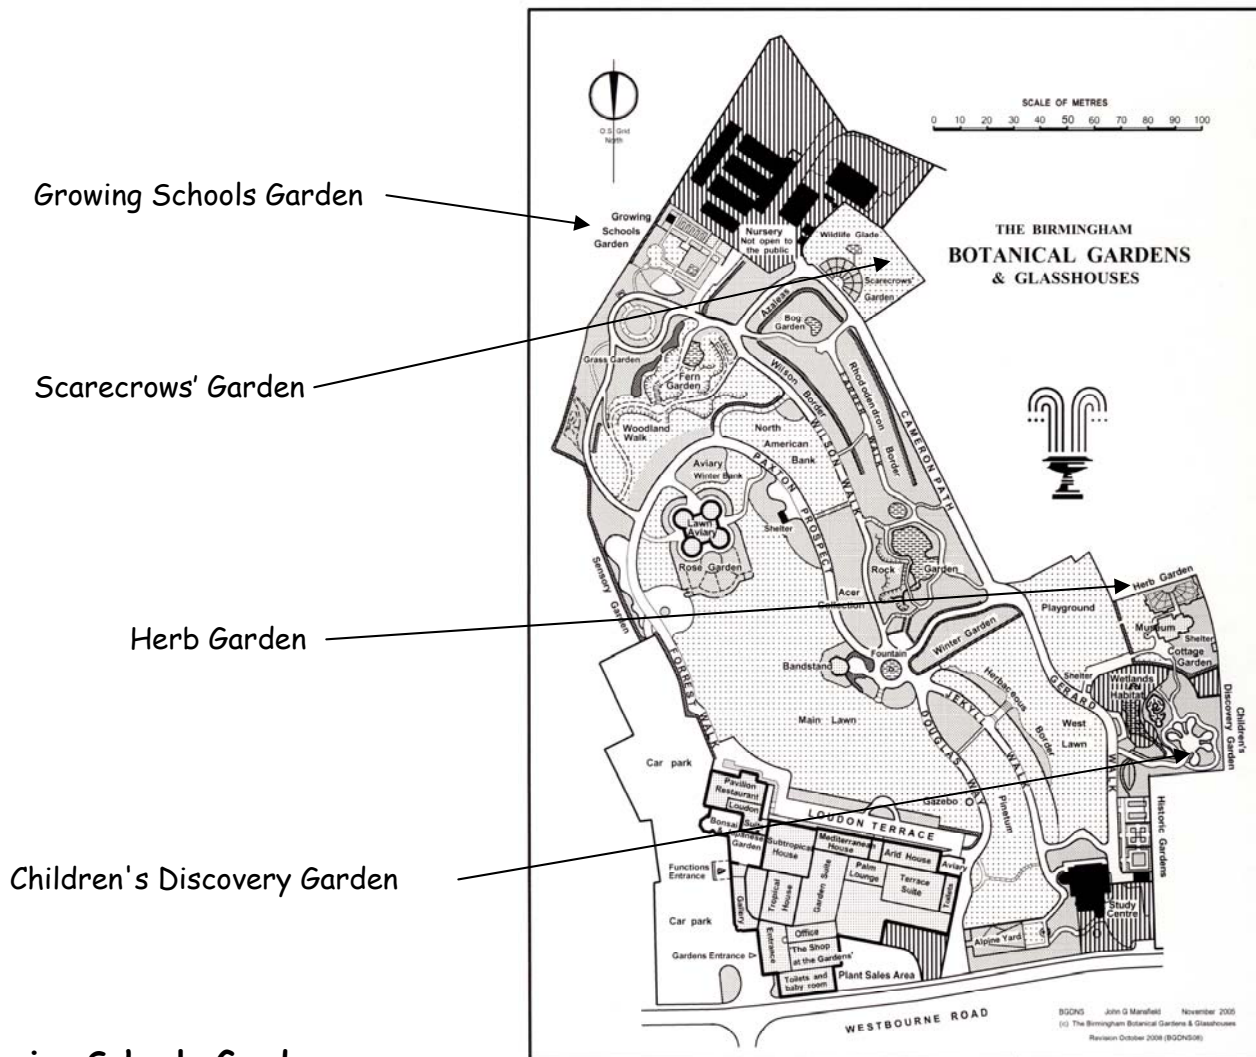 Growing Schools Garden
Scarecrows' Garden
Herb Garden
Children's Discovery Garden
O.S. Grid
North
SCALE OF METRES
0 10 20 30 40 50 60 70 80 90 100
THE BIRMINGHAM
BOTANICAL GARDENS
& GLASSHOUSES
Growing
Schools
Garden
Nursery
Not open to
the public
Wildlife Glade
Scarecrows'
Garden
Azaleas
Bog
Garden
Grass Garden
Fern
Garden
Woodland
Walk
Wilson Border
WILSON WALK
Rhododendron Border
LARNER WALK
CAMERON PATH
North
American
Bank
PAXTON PROSPECT
Aviary
Winter Bank
Lawn
Aviary
Rose Garden
Shelter
Rock Garden
Acer
Collection
Sensory Garden
FORREST WALK
Fountain
Winter Garden
Bandstand
Main Lawn
Playground
Herb Garden
Museum
Shelter
Cottage
Garden
Shelter
Wetlands
Habitat
Children's
Discovery Garden
GERARD WALK
Herbaceous Border
JEKYLL WALK
West
Lawn
DOUGLAS WAY
Pinetum
Historic Gardens
Car park
Pavilion
Restaurant
Loudon
Suite
Bonsai
& Japanese
Garden
LOUDON TERRACE
Gazebo
Subtropical
House
Mediterranean
House
Arid House
Aviary
Palm
Lounge
Terrace
Suite
Toilets
Garden Suite
Tropical
House
Functions
Entrance
Gallery
Car park
Office
Entrance
'The Shop
at the Gardens'
Gardens Entrance
Toilets and
baby room
Plant Sales Area
Alpine Yard
Study
Centre
WESTBOURNE ROAD
BGDNS John G Mansfield November 2005
(c) The Birmingham Botanical Gardens & Glasshouses
Revision October 2008 (BGDNS08)